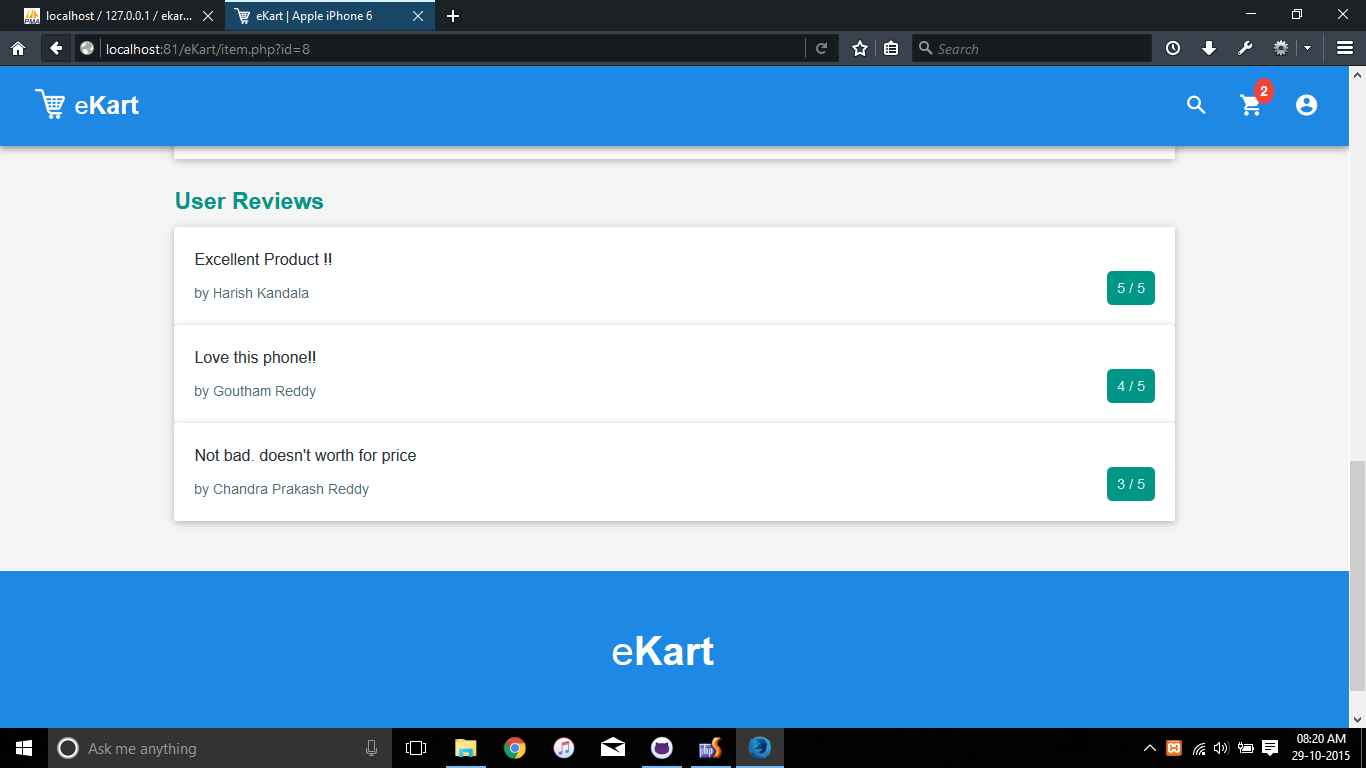 localhost / 127.0.0.1 / ekar...
eKart | Apple iPhone 6
localhost:81/eKart/item.php?id=8
Search
eKart
2
User Reviews
Excellent Product !!
by Harish Kandala
5 / 5
Love this phone!!
by Goutham Reddy
4 / 5
Not bad. doesn't worth for price
by Chandra Prakash Reddy
3 / 5
eKart
Ask me anything
php
08:20 AM
29-10-2015